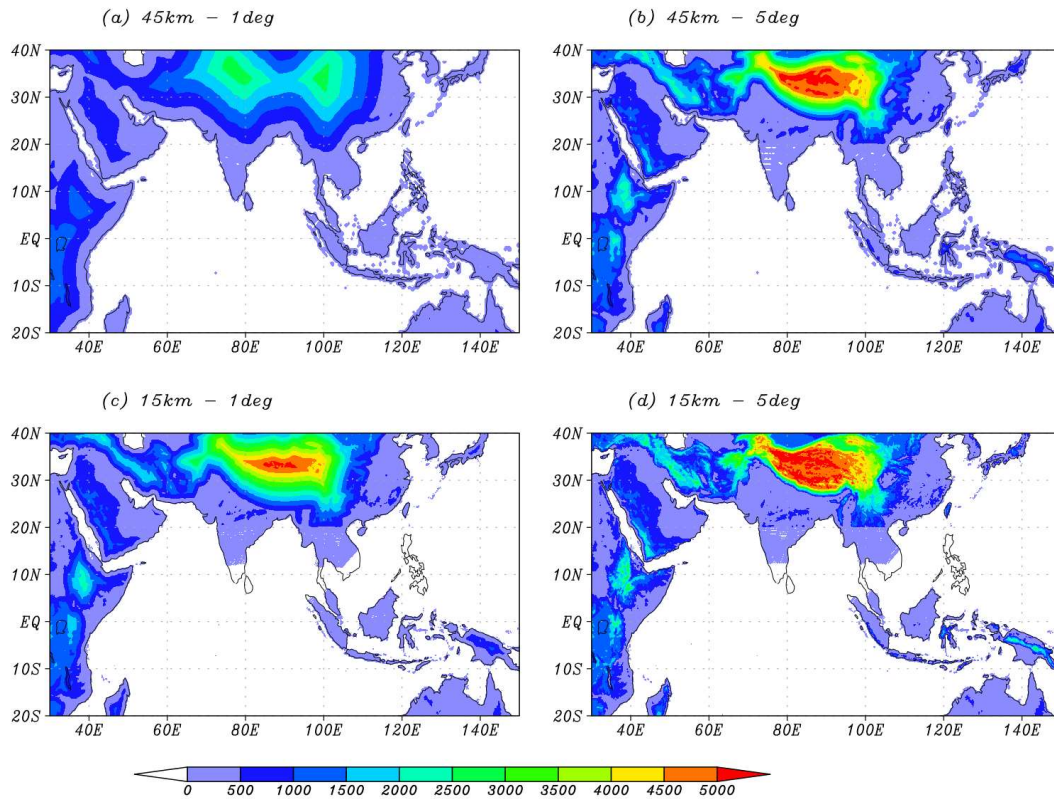 (a) 45km – 1deg
(b) 45km – 5deg
40N
30N
20N
10N
EQ
10S
20S
40E 60E 80E 100E 120E 140E
40N
30N
20N
10N
EQ
10S
20S
40E 60E 80E 100E 120E 140E
(c) 15km – 1deg
(d) 15km – 5deg
40N
30N
20N
10N
EQ
10S
20S
40E 60E 80E 100E 120E 140E
40N
30N
20N
10N
EQ
10S
20S
40E 60E 80E 100E 120E 140E
0 500 1000 1500 2000 2500 3000 3500 4000 4500 5000